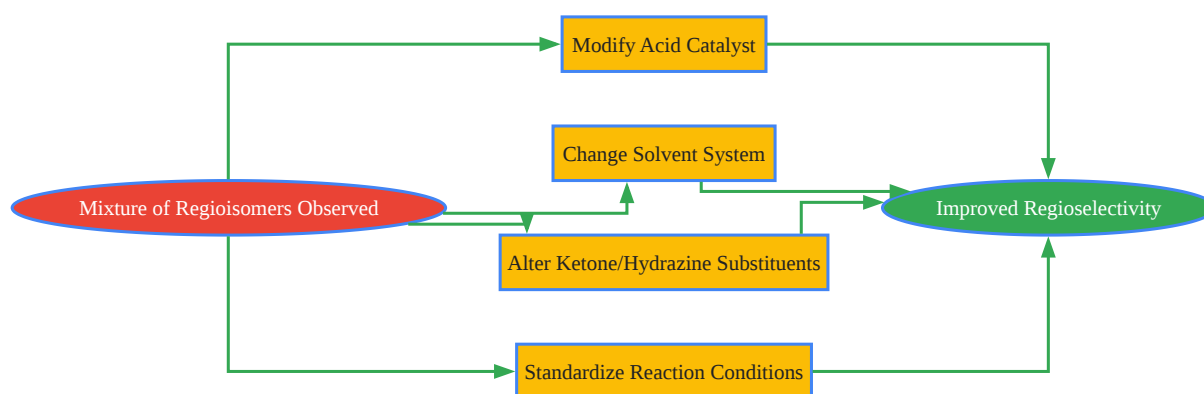 Modify Acid Catalyst
Change Solvent System
Mixture of Regioisomers Observed
Improved Regioselectivity
Alter Ketone/Hydrazine Substituents
Standardize Reaction Conditions